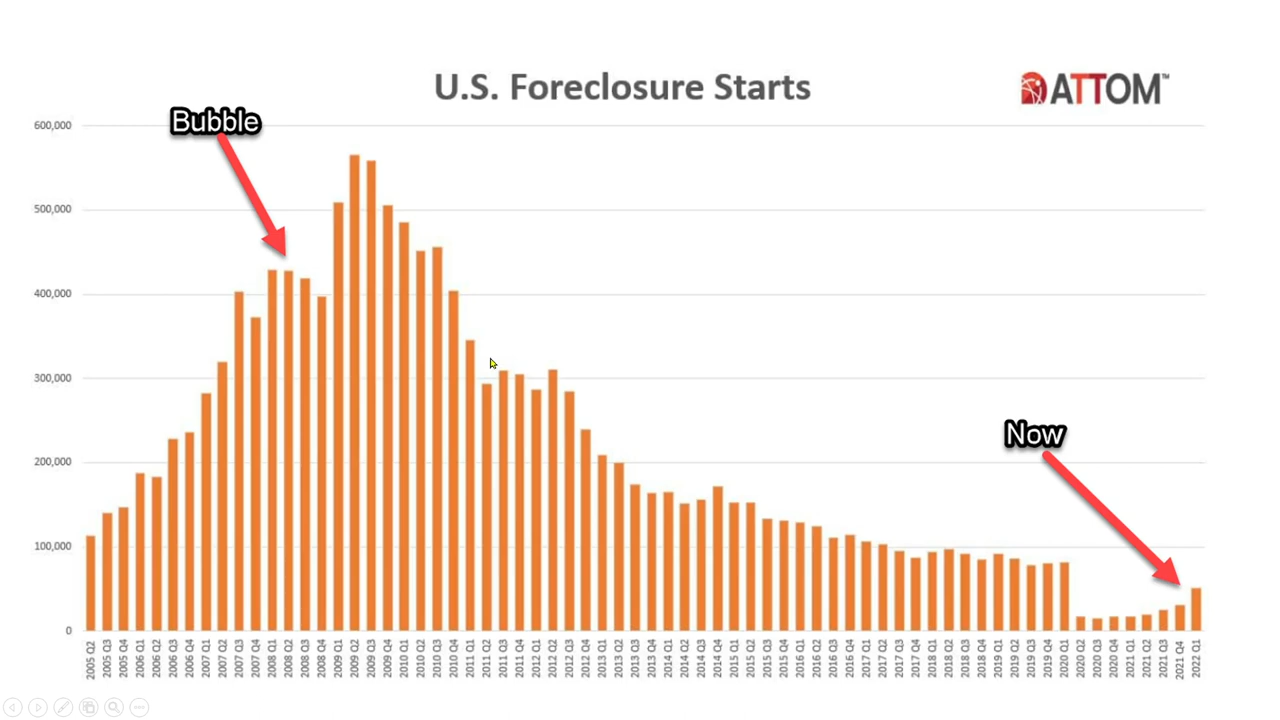 U.S. Foreclosure Starts
ATTOM™
Bubble
600,000
500,000
400,000
300,000
200,000
100,000
0
Now
2005 Q2
2005 Q3
2005 Q4
2006 Q1
2006 Q2
2006 Q3
2006 Q4
2007 Q1
2007 Q2
2007 Q3
2007 Q4
2008 Q1
2008 Q2
2008 Q3
2008 Q4
2009 Q1
2009 Q2
2009 Q3
2009 Q4
2010 Q1
2010 Q2
2010 Q3
2010 Q4
2011 Q1
2011 Q2
2011 Q3
2011 Q4
2012 Q1
2012 Q2
2012 Q3
2012 Q4
2013 Q1
2013 Q2
2013 Q3
2013 Q4
2014 Q1
2014 Q2
2014 Q3
2014 Q4
2015 Q1
2015 Q2
2015 Q3
2015 Q4
2016 Q1
2016 Q2
2016 Q3
2016 Q4
2017 Q1
2017 Q2
2017 Q3
2017 Q4
2018 Q1
2018 Q2
2018 Q3
2018 Q4
2019 Q1
2019 Q2
2019 Q3
2019 Q4
2020 Q1
2020 Q2
2020 Q3
2020 Q4
2021 Q1
2021 Q2
2021 Q3
2021 Q4
2022 Q1